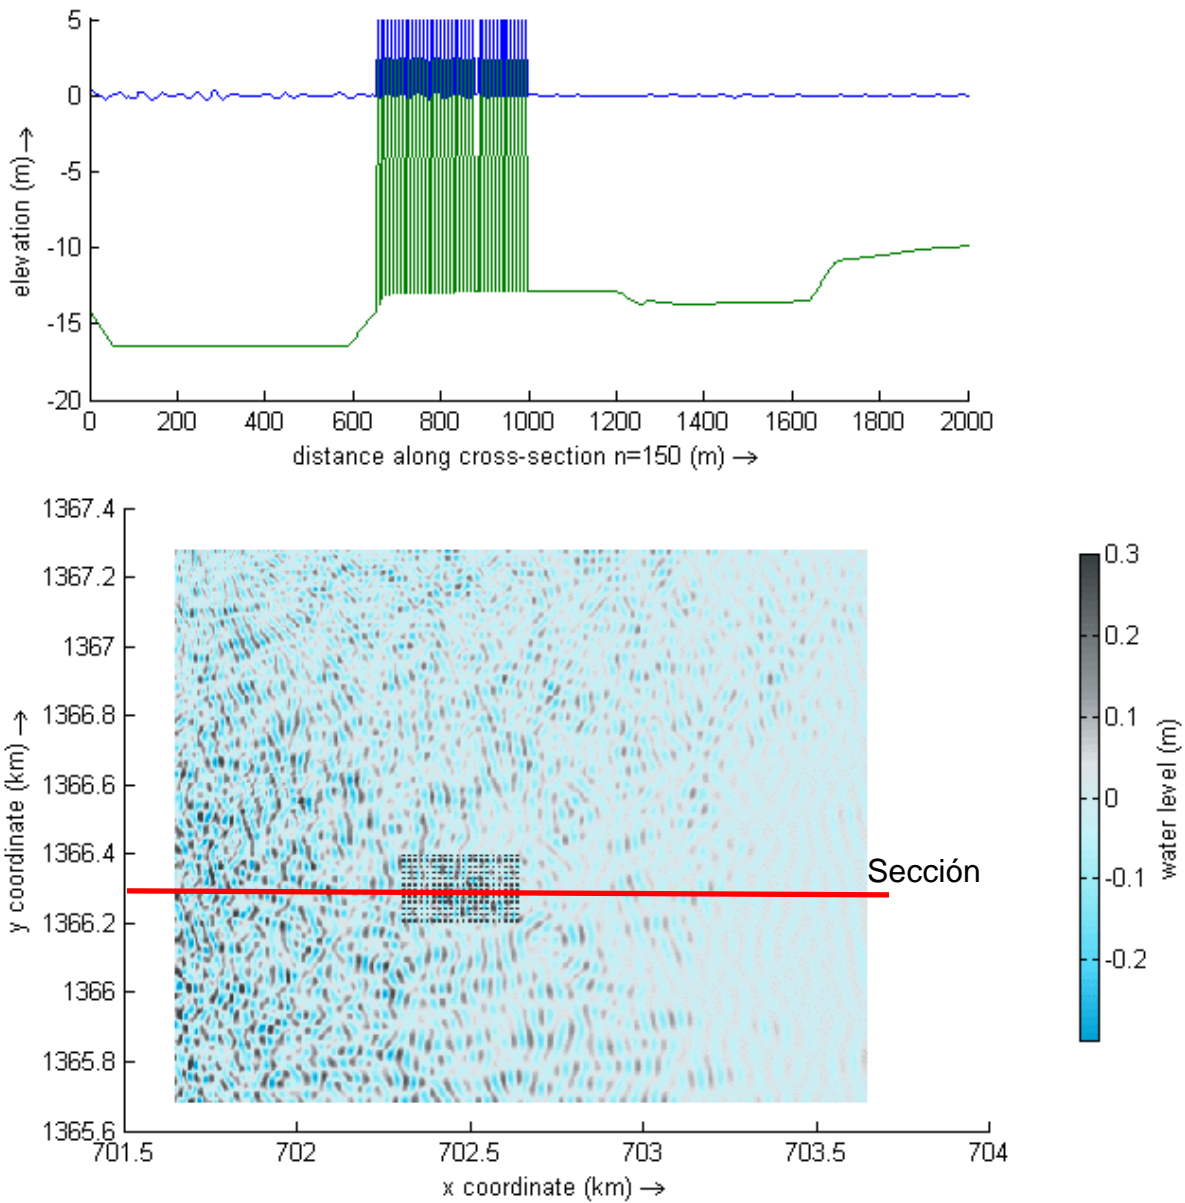 5
0
-5
-10
-15
-20
elevation (m) →
0 200 400 600 800 1000 1200 1400 1600 1800 2000
distance along cross-section n=150 (m) →
1367.4
1367.2
1367
1366.8
1366.6
1366.4
1366.2
1366
1365.8
1365.6
y coordinate (km) →
Sección
701.5 702 702.5 703 703.5 704
x coordinate (km) →
0.3
0.2
0.1
0
-0.1
-0.2
water level (m) →